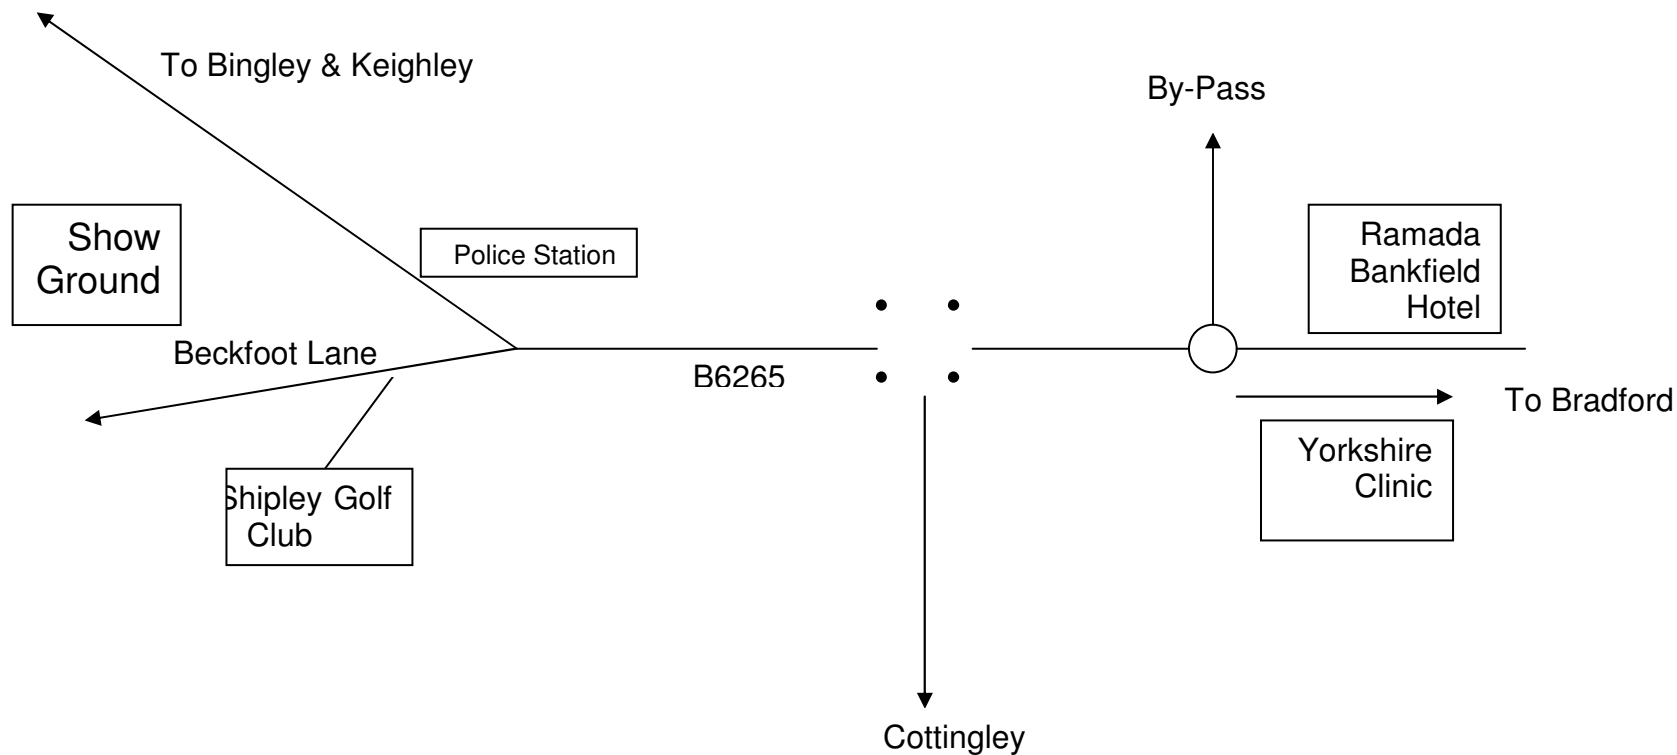 To Bingley & Keighley
By-Pass
Show
Ground
Police Station
Ramada
Bankfield
Hotel
Beckfoot Lane
B6265
To Bradford
Yorkshire
Clinic
Shipley Golf
Club
Cottingley